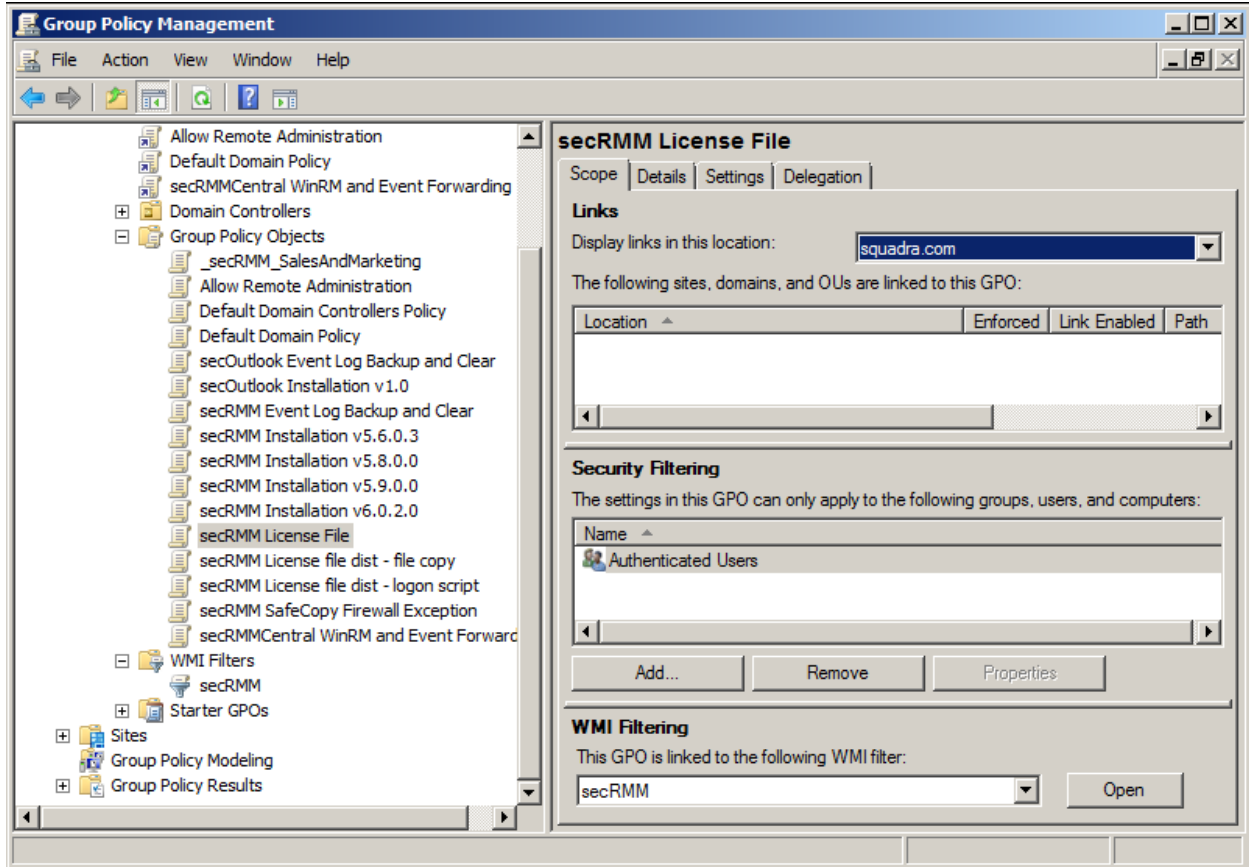 Group Policy Management
File Action View Window Help
Allow Remote Administration
Default Domain Policy
secRMMCentral WinRM and Event Forwarding
Domain Controllers
Group Policy Objects
_secRMM_SalesAndMarketing
Allow Remote Administration
Default Domain Controllers Policy
Default Domain Policy
secOutlook Event Log Backup and Clear
secOutlook Installation v1.0
secRMM Event Log Backup and Clear
secRMM Installation v5.6.0.3
secRMM Installation v5.8.0.0
secRMM Installation v5.9.0.0
secRMM Installation v6.0.2.0
secRMM License File
secRMM License file dist - file copy
secRMM License file dist - logon script
secRMM SafeCopy Firewall Exception
secRMMCentral WinRM and Event Forward
WMI Filters
secRMM
Starter GPOs
Sites
Group Policy Modeling
Group Policy Results
secRMM License File
Scope Details Settings Delegation
Links
Display links in this location: squadra.com
The following sites, domains, and OUs are linked to this GPO:
Location Enforced Link Enabled Path
Security Filtering
The settings in this GPO can only apply to the following groups, users, and computers:
Name
Authenticated Users
Add... Remove Properties
WMI Filtering
This GPO is linked to the following WMI filter:
secRMM Open